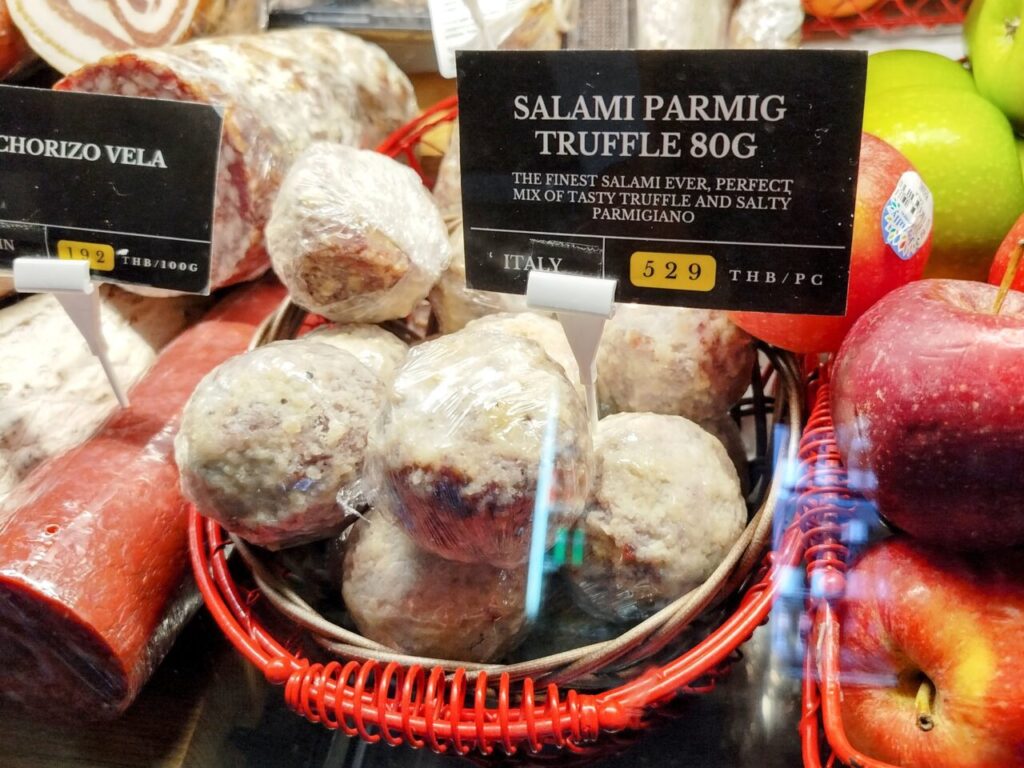 CHORIZO VELA
192 THB/100G
SALAMI PARMIG
TRUFFLE 80G
THE FINEST SALAMI EVER, PERFECT
MIX OF TASTY TRUFFLE AND SALTY
PARMIGIANO
ITALY 529 THB/PC